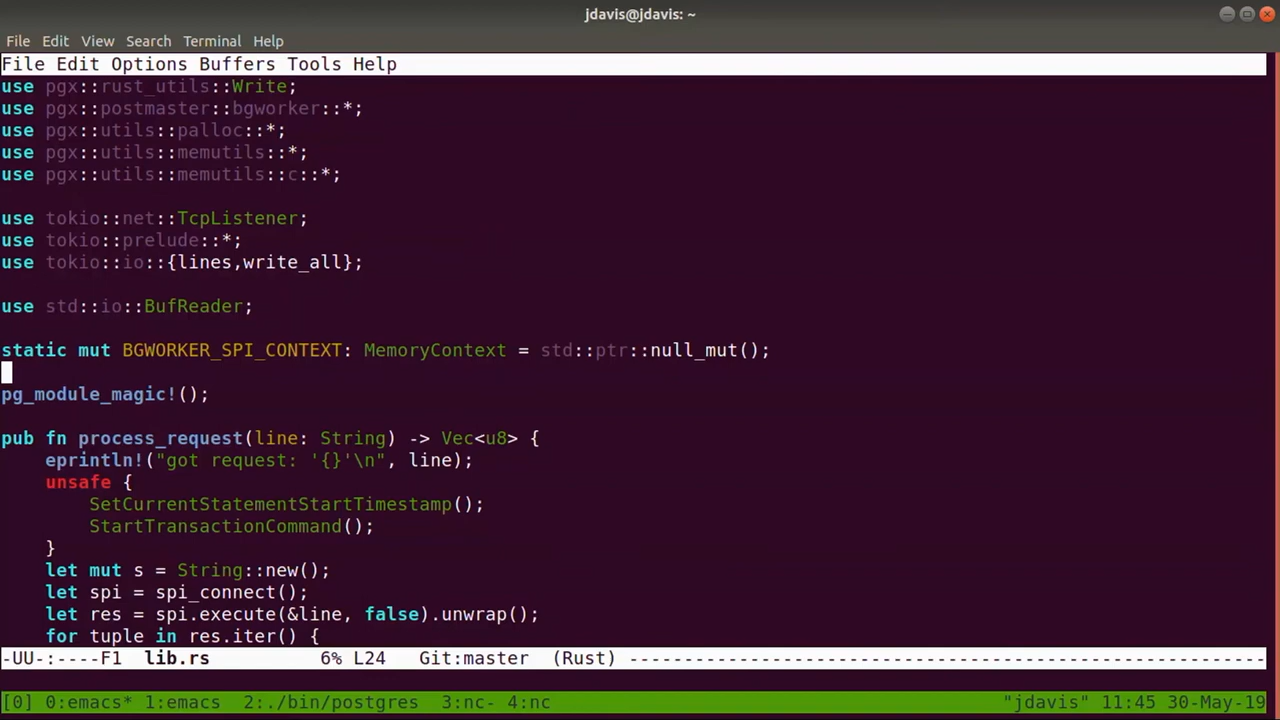 jdavis@jdavis: ~
File Edit View Search Terminal Help
File Edit Options Buffers Tools Help
use pgx::rust_utils::Write;
use pgx::postmaster::bgworker::*;
use pgx::utils::palloc::*;
use pgx::utils::memutils::*;
use pgx::utils::memutils::c::*;
use tokio::net::TcpListener;
use tokio::prelude::*;
use tokio::io::{lines,write_all};
use std::io::BufReader;
static mut BGWORKER_SPI_CONTEXT: MemoryContext = std::ptr::null_mut();
pg_module_magic!();
pub fn process_request(line: String) -> Vec<u8> {
    eprintln!("got request: '{}'\n", line);
    unsafe {
        SetCurrentStatementStartTimestamp();
        StartTransactionCommand();
    }
    let mut s = String::new();
    let spi = spi_connect();
    let res = spi.execute(&line, false).unwrap();
    for tuple in res.iter() {
-UU-:----F1  lib.rs          6% L24   Git:master  (Rust) ----------------------------------------------------------
[0] 0:emacs* 1:emacs  2:./bin/postgres  3:nc- 4:nc "jdavis" 11:45 30-May-19